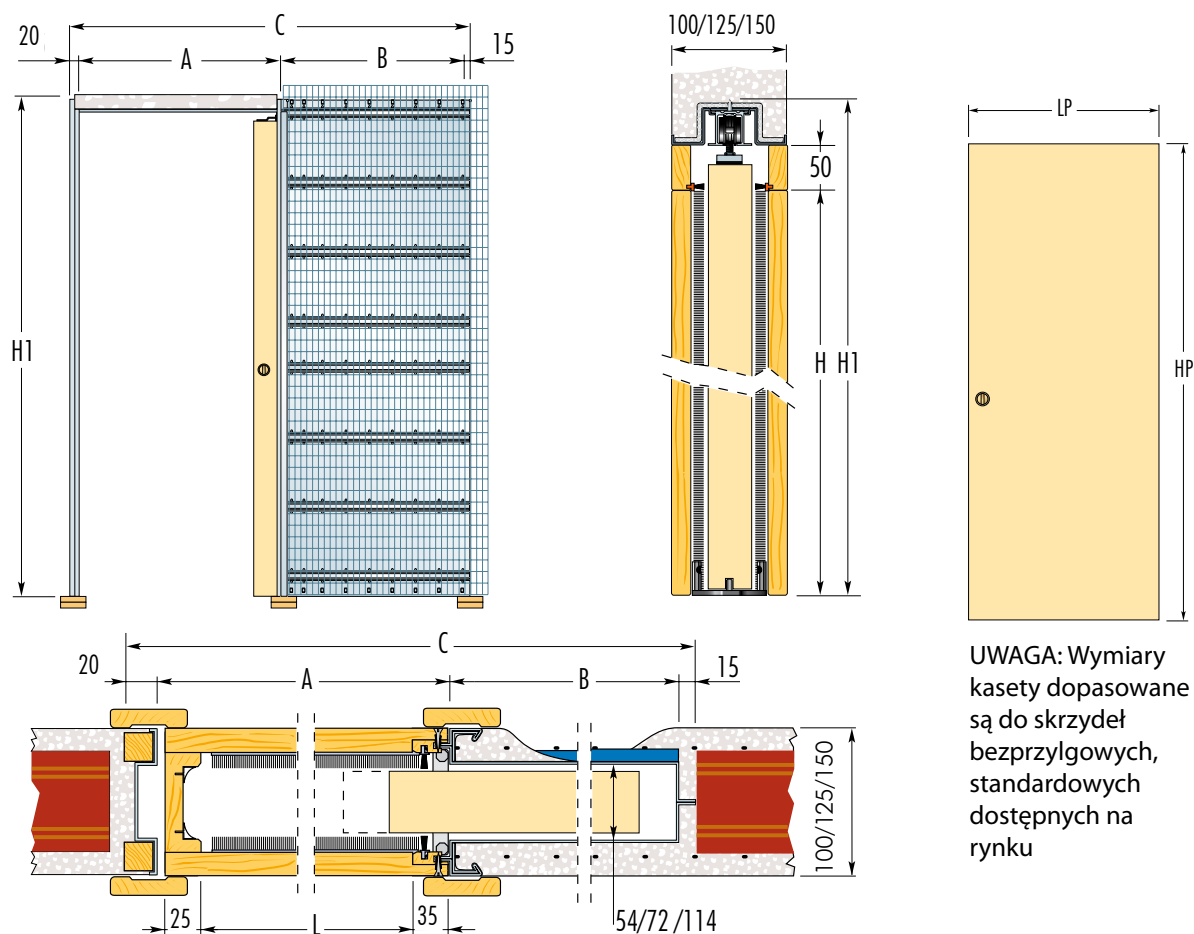 C
20
A
B
15
H1
100/125/150
50
H
H1
LP
HP
C
20
A
B
15
100/125/150
25
L
35
54/72 /114
UWAGA: Wymiary
kasety dopasowane
są do skrzydeł
bezprzylgowych,
standardowych
dostępnych na
rynku